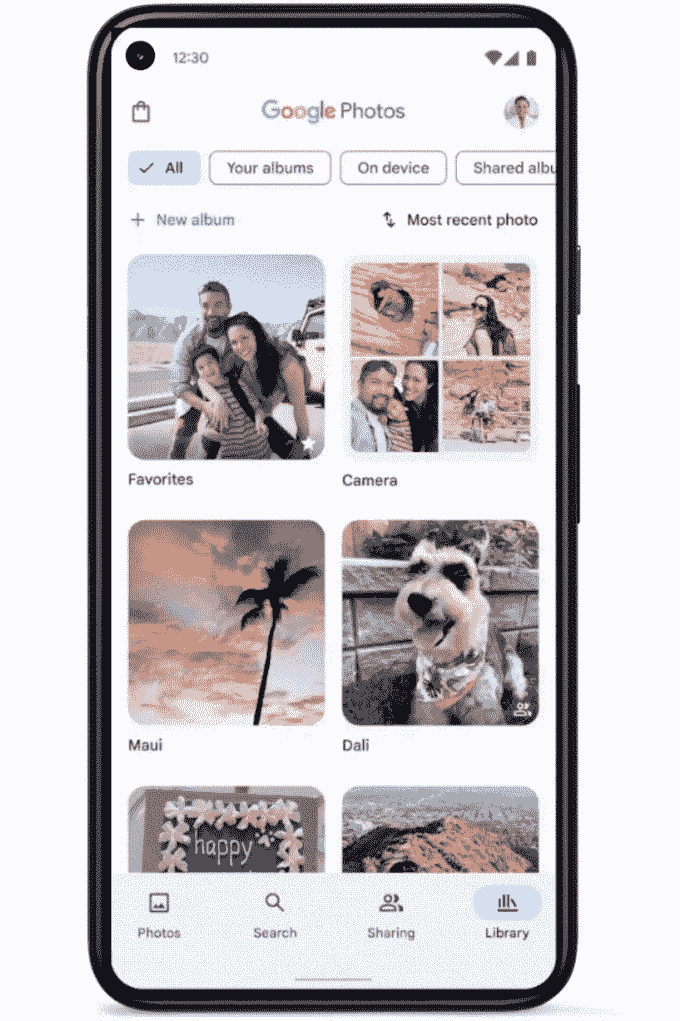 12:30
Google Photos
All Your albums On device Shared albu
New album Most recent photo
Favorites Camera
Maui Dali
happy
Photos Search Sharing Library